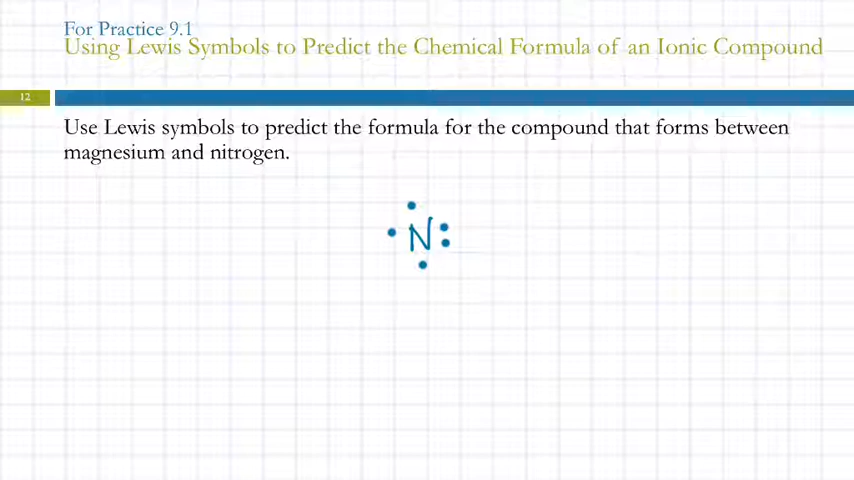 For Practice 9.1
Using Lewis Symbols to Predict the Chemical Formula of an Ionic Compound
12
Use Lewis symbols to predict the formula for the compound that forms between
magnesium and nitrogen.
N